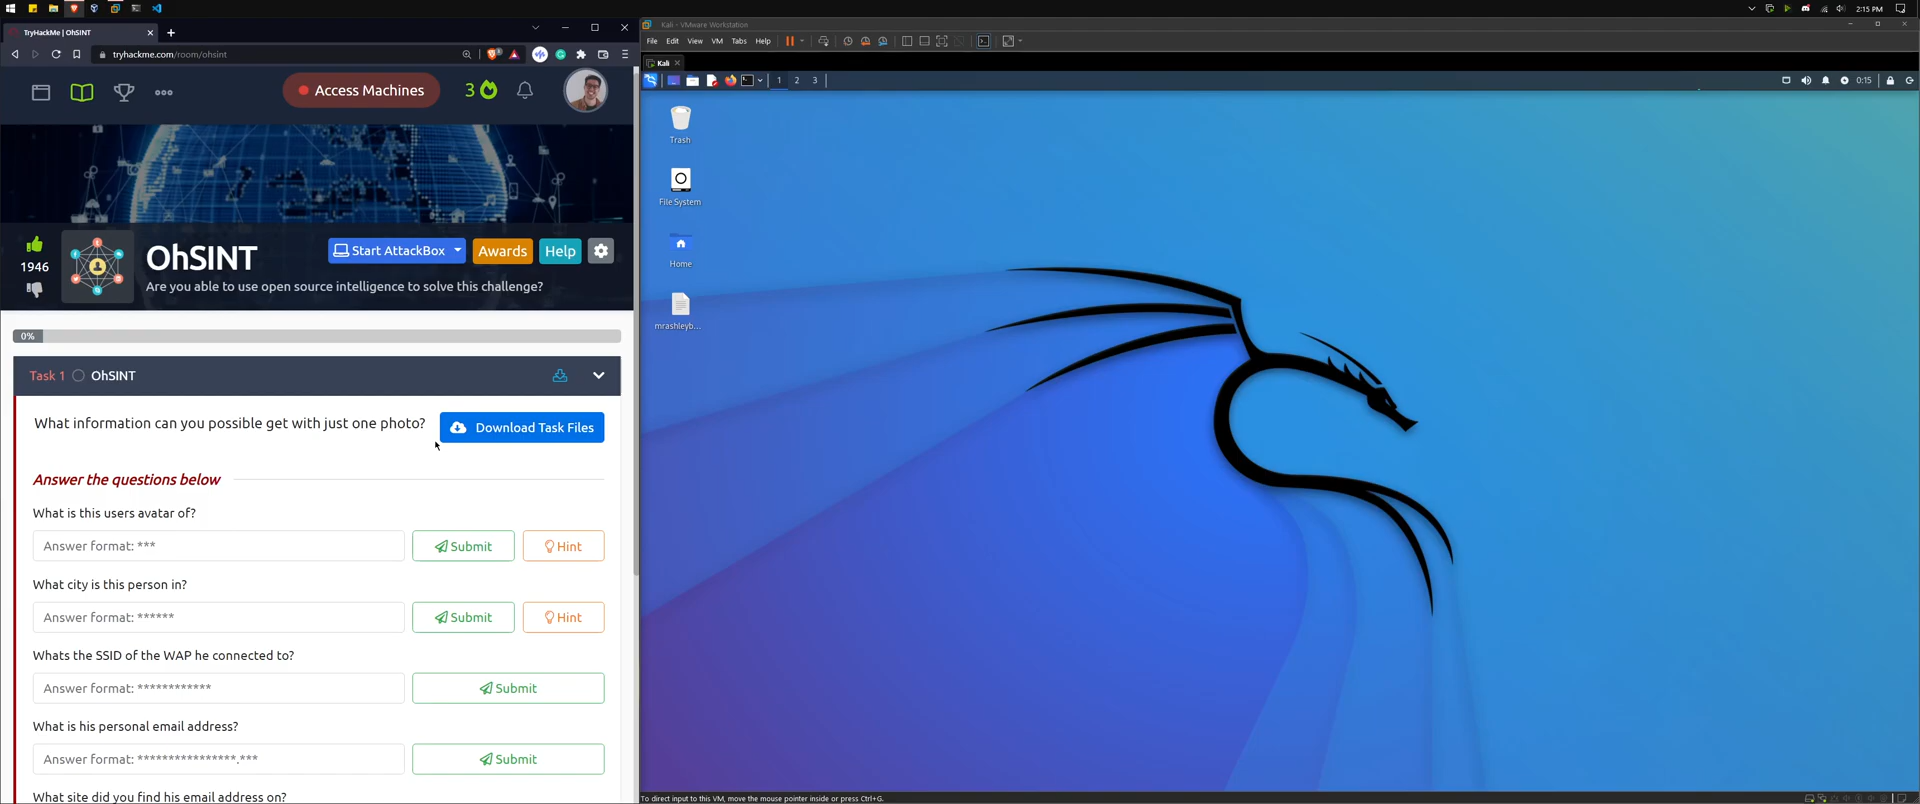 2:15 PM
TryHackMe | OhSINT
tryhackme.com/room/ohsint
Access Machines
3
1946
OhSINT
Start AttackBox
Awards
Help
Are you able to use open source intelligence to solve this challenge?
0%
Task 1
OhSINT
What information can you possible get with just one photo?
Download Task Files
Answer the questions below
What is this users avatar of?
Answer format: ***
Submit
Hint
What city is this person in?
Answer format: ******
Submit
Hint
Whats the SSID of the WAP he connected to?
Answer format: ************
Submit
What is his personal email address?
Answer format: ****************.***
Submit
What site did you find his email address on?
Kali - VMware Workstation
File
Edit
View
VM
Tabs
Help
Kali
1
2
3
0:15
Trash
File System
Home
mrashleyb...
To direct input to this VM, move the mouse pointer inside or press Ctrl+G.